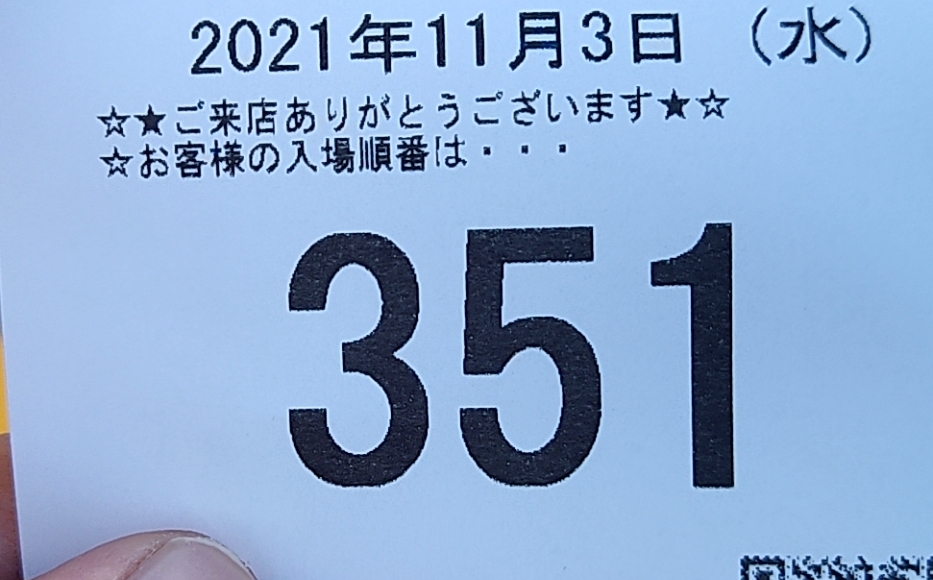 2021年11月3日 （水）
☆★ご来店ありがとうございます★☆
☆お客様の入場順番は・・・
351